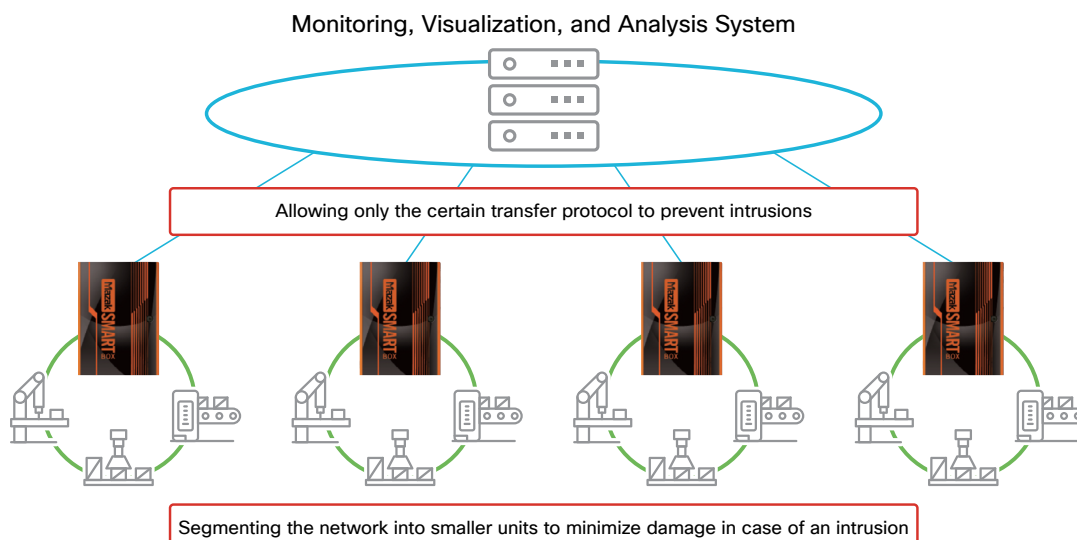 Monitoring, Visualization, and Analysis System
Allowing only the certain transfer protocol to prevent intrusions
Mazak SMART BOX
Mazak SMART BOX
Mazak SMART BOX
Mazak SMART BOX
Segmenting the network into smaller units to minimize damage in case of an intrusion